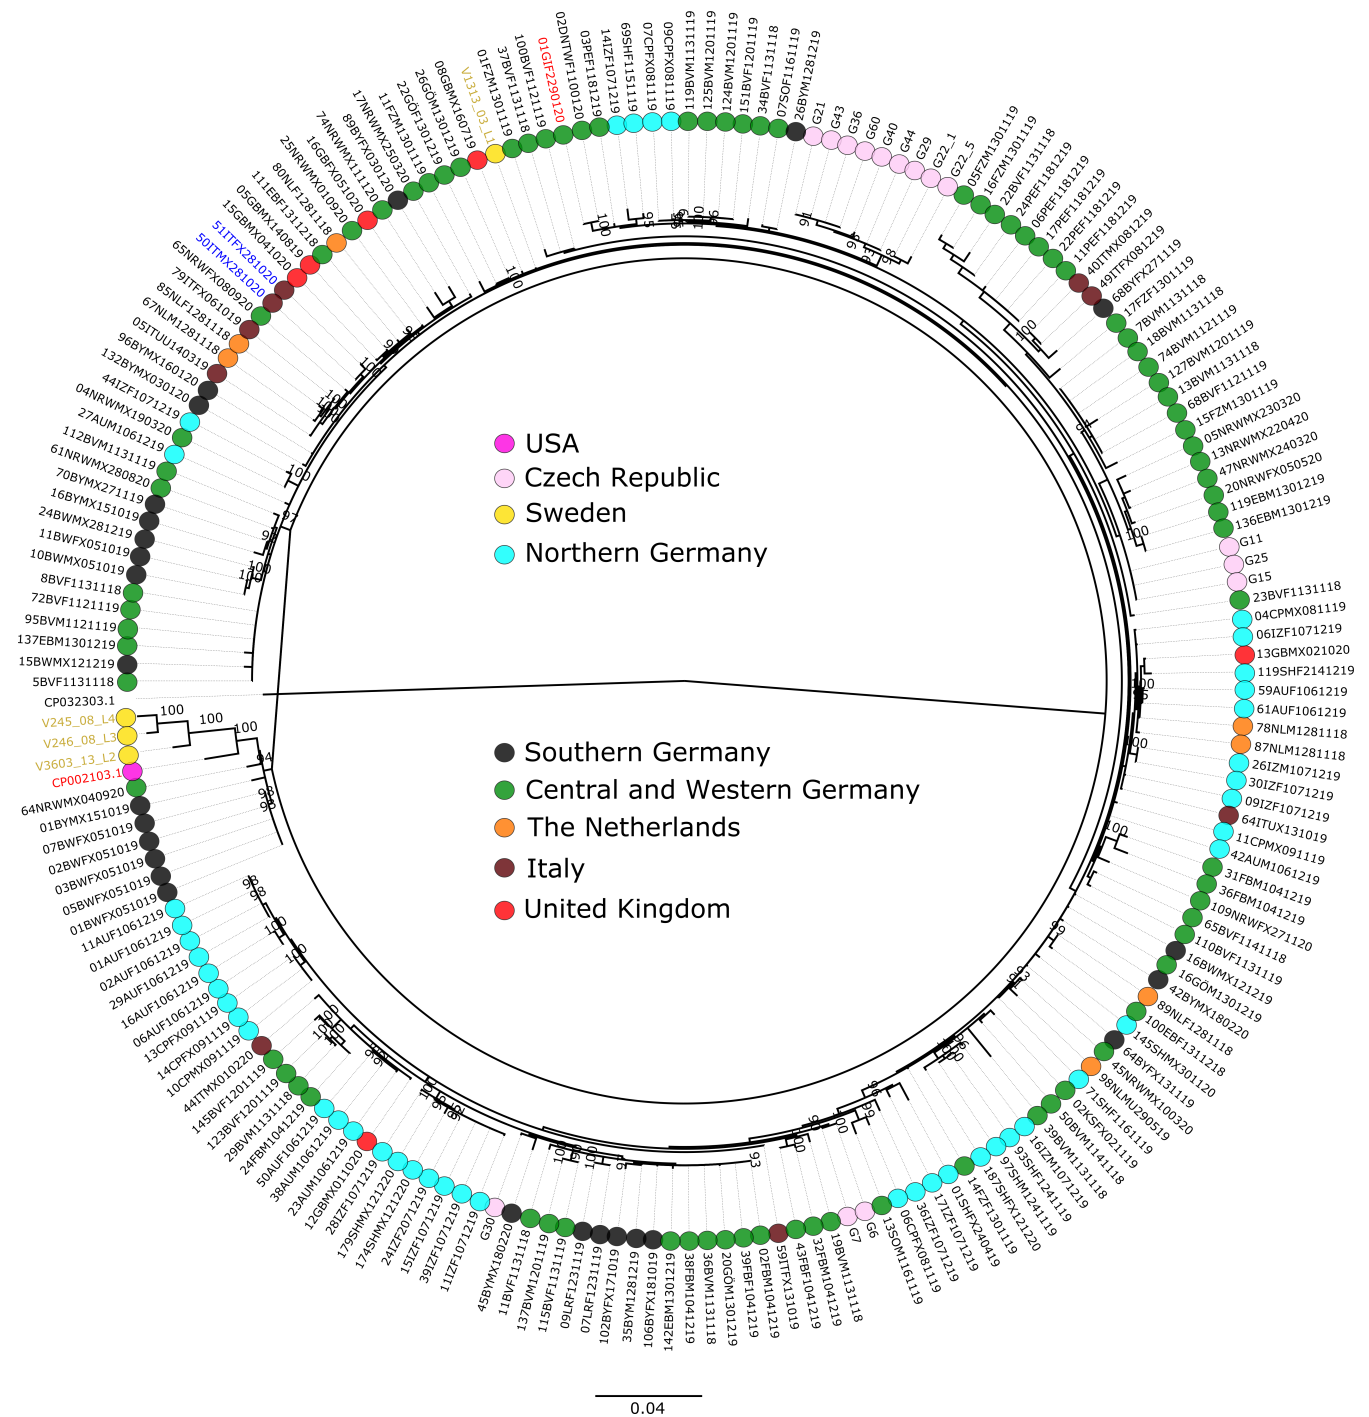 USA
Czech Republic
Sweden
Northern Germany
Southern Germany
Central and Western Germany
The Netherlands
Italy
United Kingdom
02DNTWF1100120
03PEF1181219
14IZF1071219
69SHF1151119
07CPFX081119
09CPFX081119
119BVM1131119
125BVM1201119
124BVM1201119
151BVF1201119
34BVF1131118
07SOF1161119
26BYM1281219
G21
G43
G36
G60
G40
G44
G29
G22_1
G22_5
05FZM1301119
16FZM1301119
22BVF1131118
24PEF1181219
06PEF1181219
17PEF1181219
22PEF1181219
11PEF1181219
40ITMX081219
49ITFX081219
68BYFX271119
17FZF1301119
7BVM1131118
18BVM1131118
74BVM1121119
127BVM1201119
13BVM1131118
68BVF1121119
15FZM1301119
05NRWMX230320
13NRWMX220420
47NRWMX240320
20NRWFX050520
119EBM1301219
136EBM1301219
G11
G25
G15
23BVF1131118
04CPMX081119
06IZF1071219
13GBMX021020
119SHF2141219
59AUF1061219
61AUF1061219
78NLM1281118
87NLM1281118
26IZM1071219
30IZF1071219
09IZF1071219
64ITUX131019
11CPMX091119
42AUM1061219
31FBM1041219
36FBM1041219
109NRWFX271120
65BVF1141118
110BVF1131119
16BWMX121219
16GÖM1301219
42BYMX180220
89NLF1281118
100EBF1311218
145SHMX301120
64BYFX131119
45NRWMX100320
98NLMU290519
71SHF1161119
02KSFX021119
50BVM1141118
39BVM1131118
16IZM1071219
93SHF1241119
97SHM1241119
187SHFX121220
14FZF1301119
01SHFX240419
17IZF1071219
36IZF1071219
06CPFX081119
13SOM1161119
G6
G7
19BVM1131118
32FBM1041219
43FBF1041219
59ITFX131019
02FBM1041219
39FBF1041219
20GÖM1301219
36BVM1131118
38FBM1041219
142EBM1301219
106BYFX181019
35BYM1281219
102BYFX171019
07LRF1231119
09LRF1231119
115BVF1131119
137BVM1201119
11BVF1131118
45BYMX180220
G30
11IZF1071219
39IZF1071219
15IZF1071219
24IZF2071219
174SHMX121220
179SHMX121220
28IZF1071219
12GBMX011020
23AUM1061219
38AUM1061219
50AUF1061219
24FBM1041219
29BVM1131118
123BVF1201119
145BVF1201119
44ITMX010220
10CPMX091119
14CPFX091119
13CPFX091119
06AUF1061219
16AUF1061219
29AUF1061219
02AUF1061219
01AUF1061219
11AUF1061219
01BWFX051019
05BWFX051019
03BWFX051019
02BWFX051019
07BWFX051019
01BYMX151019
64NRWMX040920
CP002103.1
V3603_13_L2
V246_08_L3
V245_08_L4
CP032303.1
5BVF1131118
15BWMX121219
137EBM1301219
95BVM1121119
72BVF1121119
8BVF1131118
10BWMX051019
11BWFX051019
24BWMX281219
16BYMX151019
70BYMX271119
61NRWMX280820
112BVM1131119
27AUM1061219
04NRWMX190320
44IZF1071219
132BYMX030120
96BYMX160120
05ITUU140319
67NLM1281118
85NLF1281118
79ITFX061019
65NRWFX080920
50ITMX281020
51ITFX281020
15GBMX041020
05GBMX140819
111EBF1311218
80NLF1281118
25NRWMX010920
16GBFX051020
74NRWMX111120
89BYFX030120
17NRWMX250320
11FZM1301119
22GÖF1301219
26GÖM1301219
08GBMX160719
V1313_03_L1
01FZM1301119
37BVF1131118
100BVF1121119
01GIF2290120
100
100
100
94
0.04